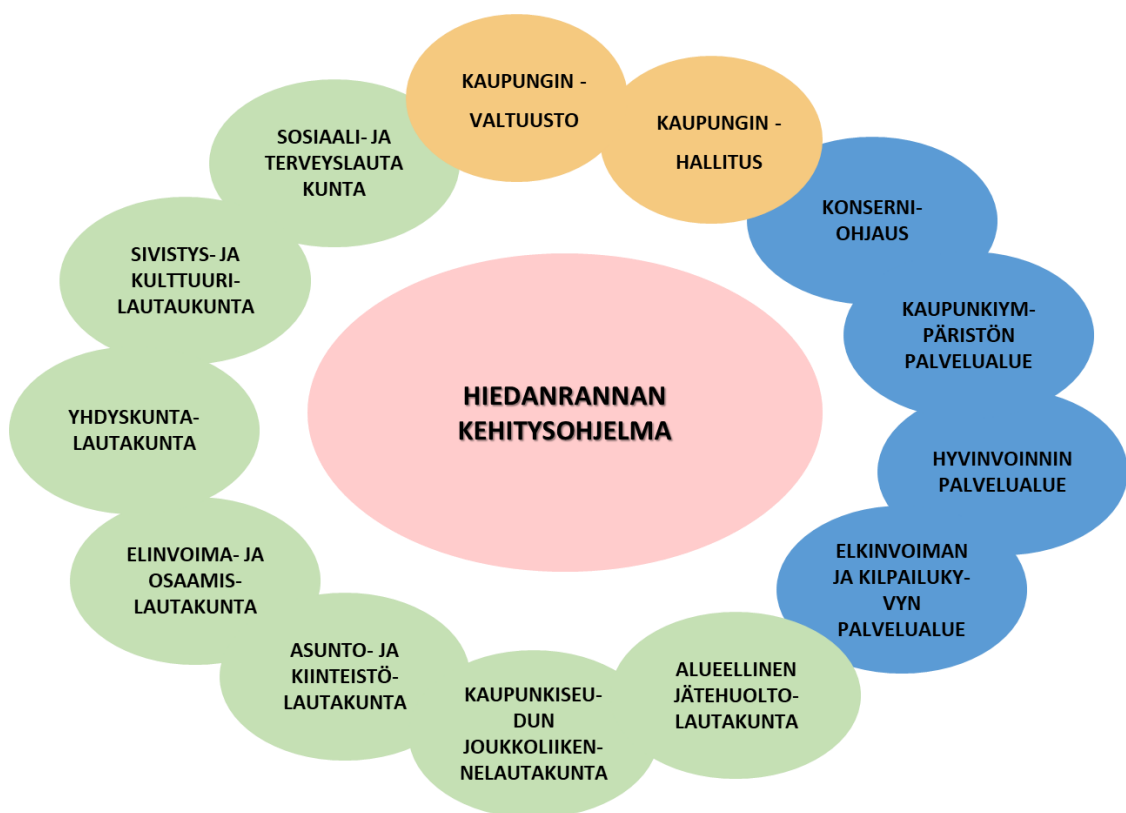 KAUPUNGIN -
VALTUUSTO
KAUPUNGIN -
HALLITUS
KONSERNI-
OHJAUS
KAUPUNKIYM-
PÄRISTÖN
PALVELUALUE
HYVINVOINNIN
PALVELUALUE
ELKINVOIMAN
JA KILPAILUKY-
VYN
PALVELUALUE
ALUEELLINEN
JÄTEHUOLTO-
LAUTAKUNTA
KAUPUNKISEU-
DUN
JOUKKOLIIKEN-
NELAUTAKUNTA
ASUNTO- JA
KIINTEISTÖ-
LAUTAKUNTA
ELINVOIMA- JA
OSAAMIS-
LAUTAKUNTA
YHDYSKUNTA-
LAUTAKUNTA
SIVISTYS- JA
KULTTUURI-
LAUTAUKUNTA
SOSIAALI- JA
TERVEYSLAUTA
KUNTA
HIEDANRANNAN
KEHITYSOHJELMA